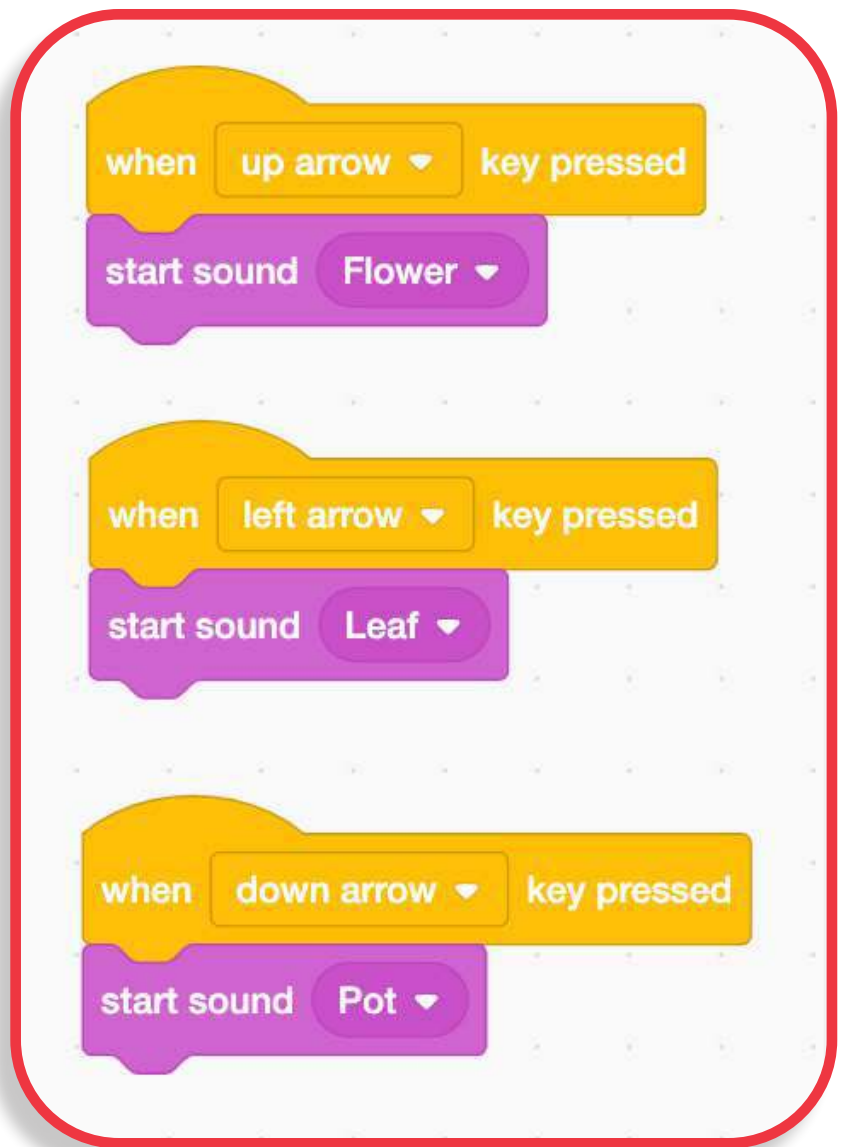 when up arrow key pressed
start sound Flower
when left arrow key pressed
start sound Leaf
when down arrow key pressed
start sound Pot